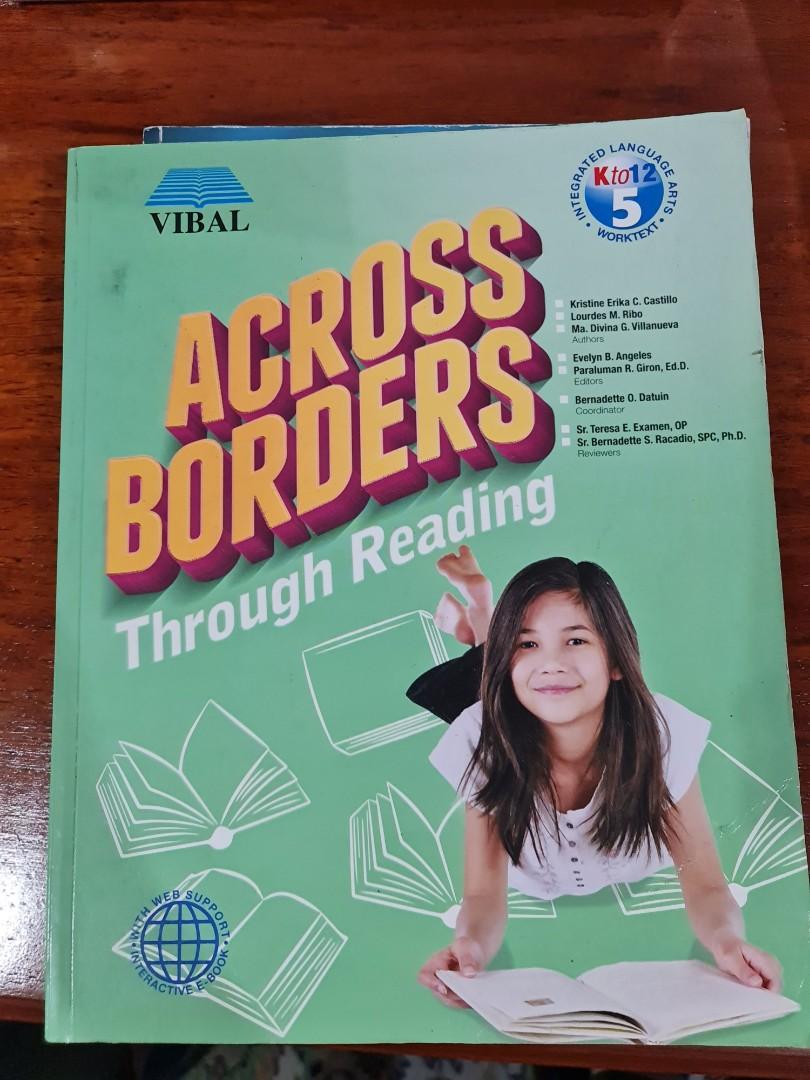 VIBAL
INTEGRATED LANGUAGE ARTS
K to 12
5
WORKTEXT
ACROSS
BORDERS
Through Reading
Kristine Erika C. Castillo
Lourdes M. Ribo
Ma. Divina G. Villanueva
Authors
Evelyn B. Angeles
Paraluman R. Giron, Ed.D.
Editors
Bernadette O. Datuin
Coordinator
Sr. Teresa E. Examen, OP
Sr. Bernadette S. Racadio, SPC, Ph.D.
Reviewers
WITH WEB SUPPORT
INTERACTIVE E-BOOK